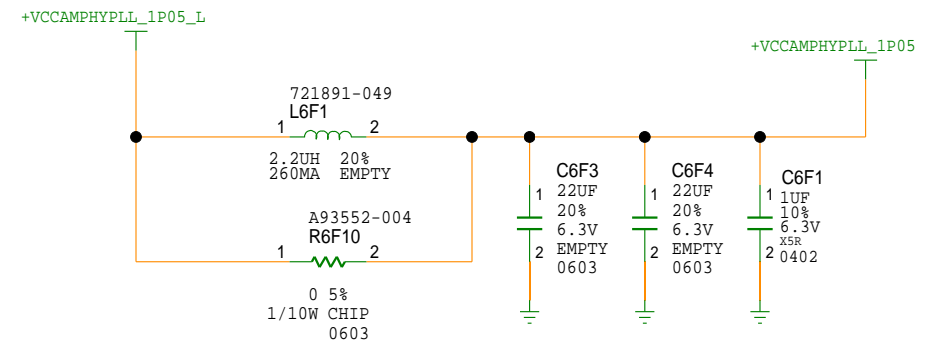 +VCCAMPHYPLL_1P05_L
+VCCAMPHYPLL_1P05
721891-049
L6F1
1 2
2.2UH 20%
260MA EMPTY
A93552-004
R6F10
1 2
0 5%
1/10W CHIP
0603
C6F3
1 22UF
20%
6.3V
2 EMPTY
0603
C6F4
1 22UF
20%
6.3V
2 EMPTY
0603
C6F1
1 1UF
10%
6.3V
X5R
2 0402